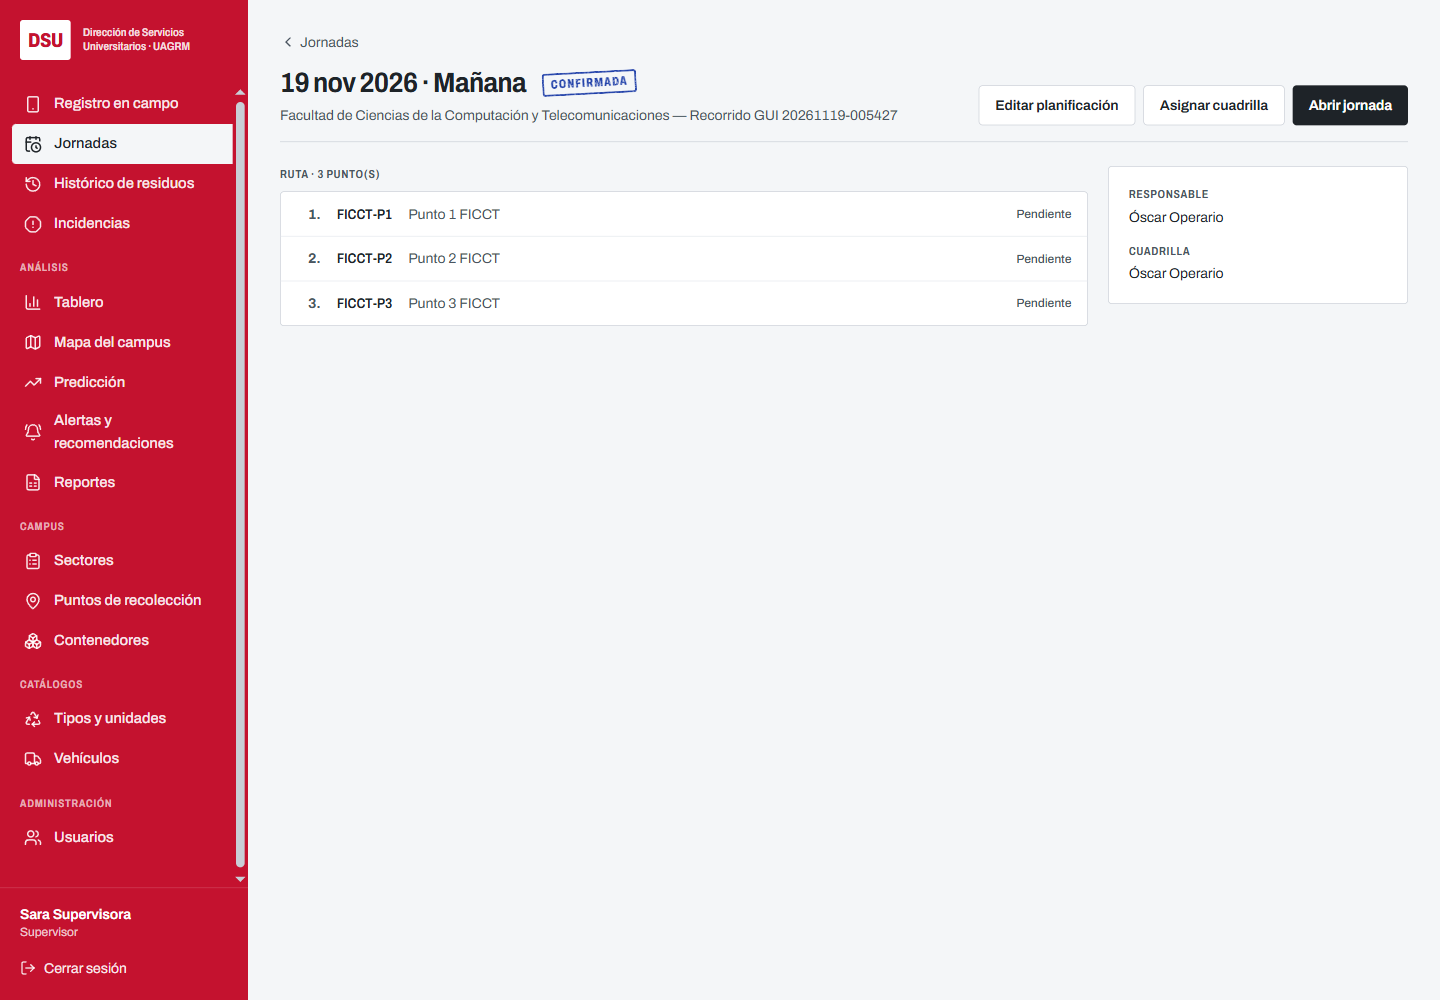 DSU
Dirección de Servicios
Universitarios · UAGRM
Registro en campo
Jornadas
Histórico de residuos
Incidencias
ANÁLISIS
Tablero
Mapa del campus
Predicción
Alertas y
recomendaciones
Reportes
CAMPUS
Sectores
Puntos de recolección
Contenedores
CATÁLOGOS
Tipos y unidades
Vehículos
ADMINISTRACIÓN
Usuarios
Sara Supervisora
Supervisor
Cerrar sesión
Jornadas
19 nov 2026 · Mañana CONFIRMADA
Facultad de Ciencias de la Computación y Telecomunicaciones — Recorrido GUI 20261119-005427
Editar planificación
Asignar cuadrilla
Abrir jornada
RUTA · 3 PUNTO(S)
1. FICCT-P1 Punto 1 FICCT Pendiente
2. FICCT-P2 Punto 2 FICCT Pendiente
3. FICCT-P3 Punto 3 FICCT Pendiente
RESPONSABLE
Óscar Operario
CUADRILLA
Óscar Operario